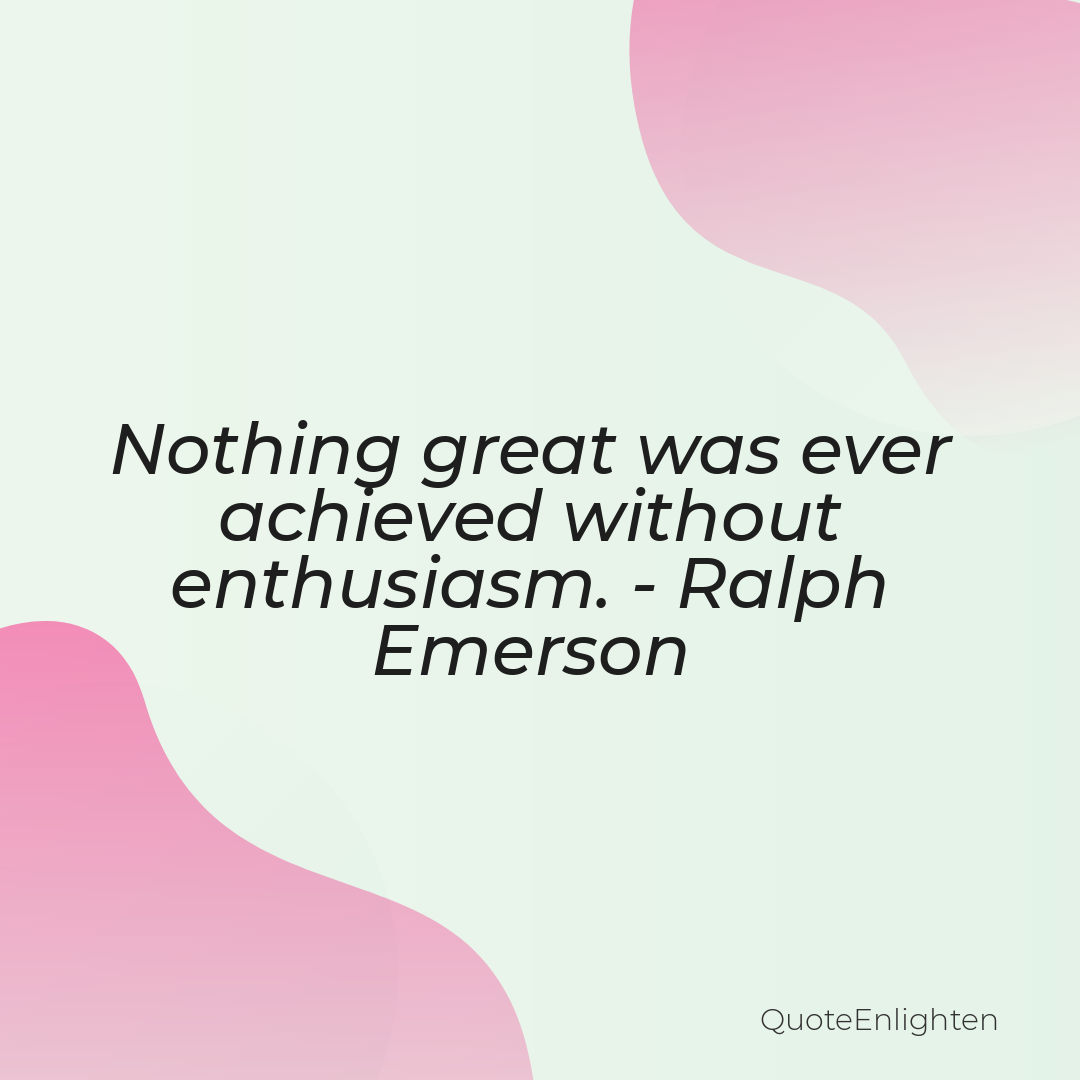 Nothing great was ever
achieved without
enthusiasm. - Ralph
Emerson
QuoteEnlighten